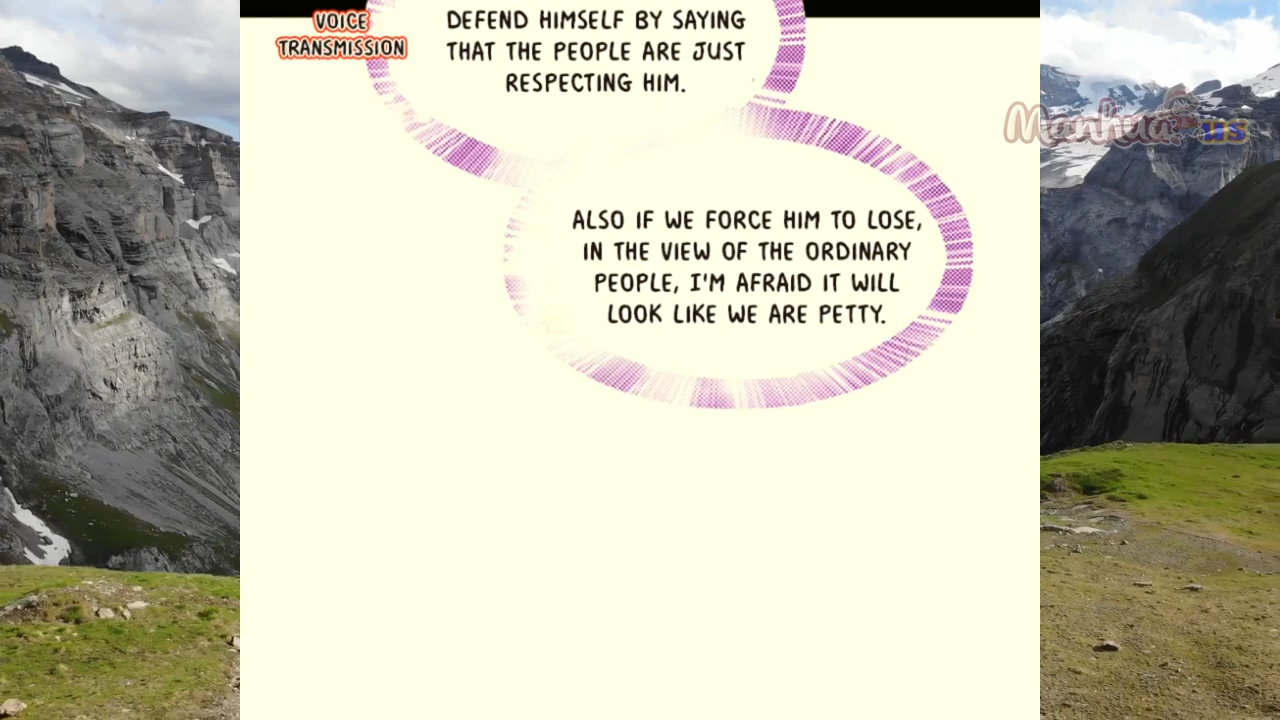 VOICE
TRANSMISSION
DEFEND HIMSELF BY SAYING
THAT THE PEOPLE ARE JUST
RESPECTING HIM.
ManhuaUS
ALSO IF WE FORCE HIM TO LOSE,
IN THE VIEW OF THE ORDINARY
PEOPLE, I'M AFRAID IT WILL
LOOK LIKE WE ARE PETTY.